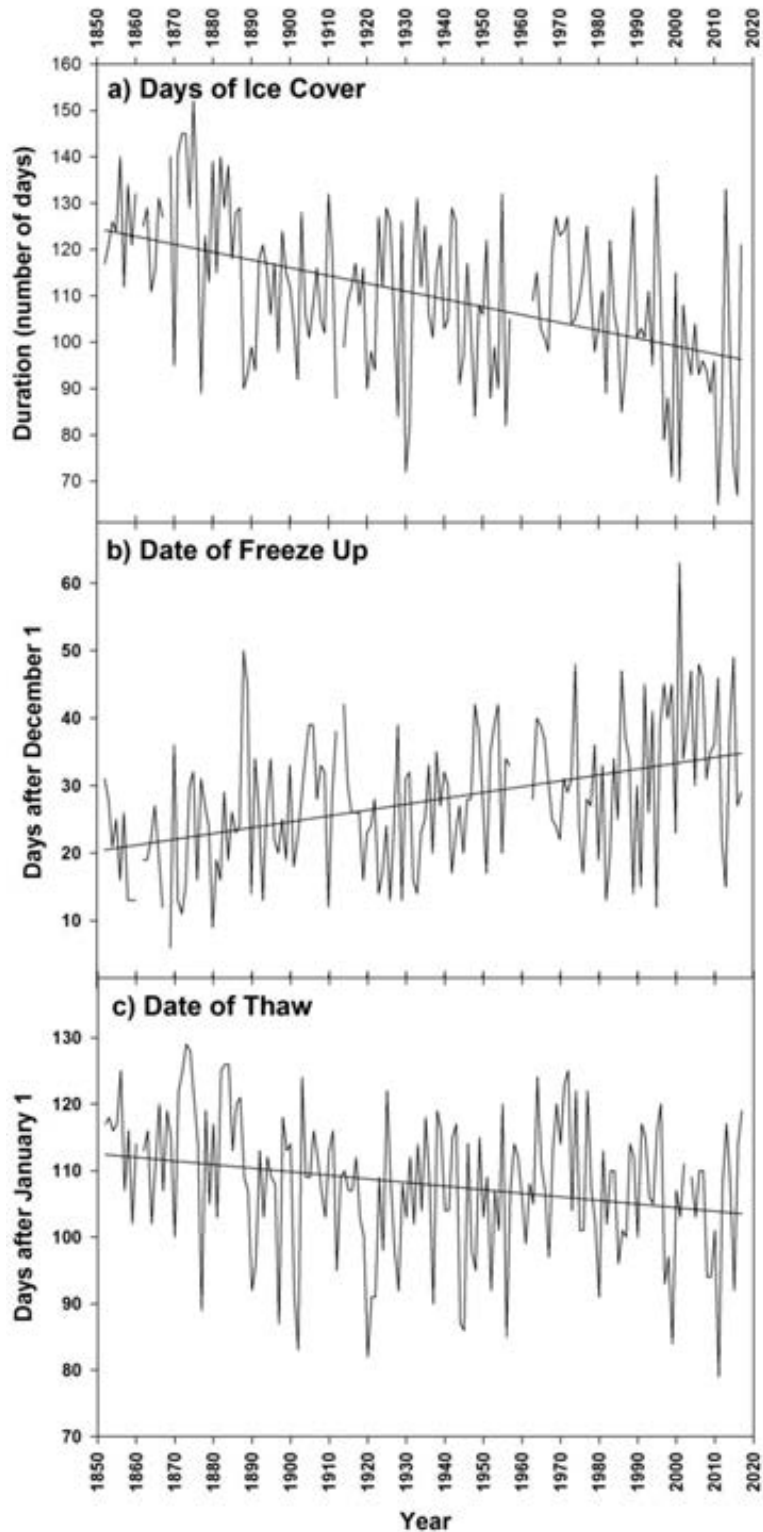 1850 1860 1870 1880 1890 1900 1910 1920 1930 1940 1950 1960 1970 1980 1990 2000 2010 2020
a) Days of Ice Cover
Duration (number of days)
160
150
140
130
120
110
100
90
80
70
b) Date of Freeze Up
Days after December 1
60
50
40
30
20
10
c) Date of Thaw
Days after January 1
130
120
110
100
90
80
70
1850 1860 1870 1880 1890 1900 1910 1920 1930 1940 1950 1960 1970 1980 1990 2000 2010 2020
Year